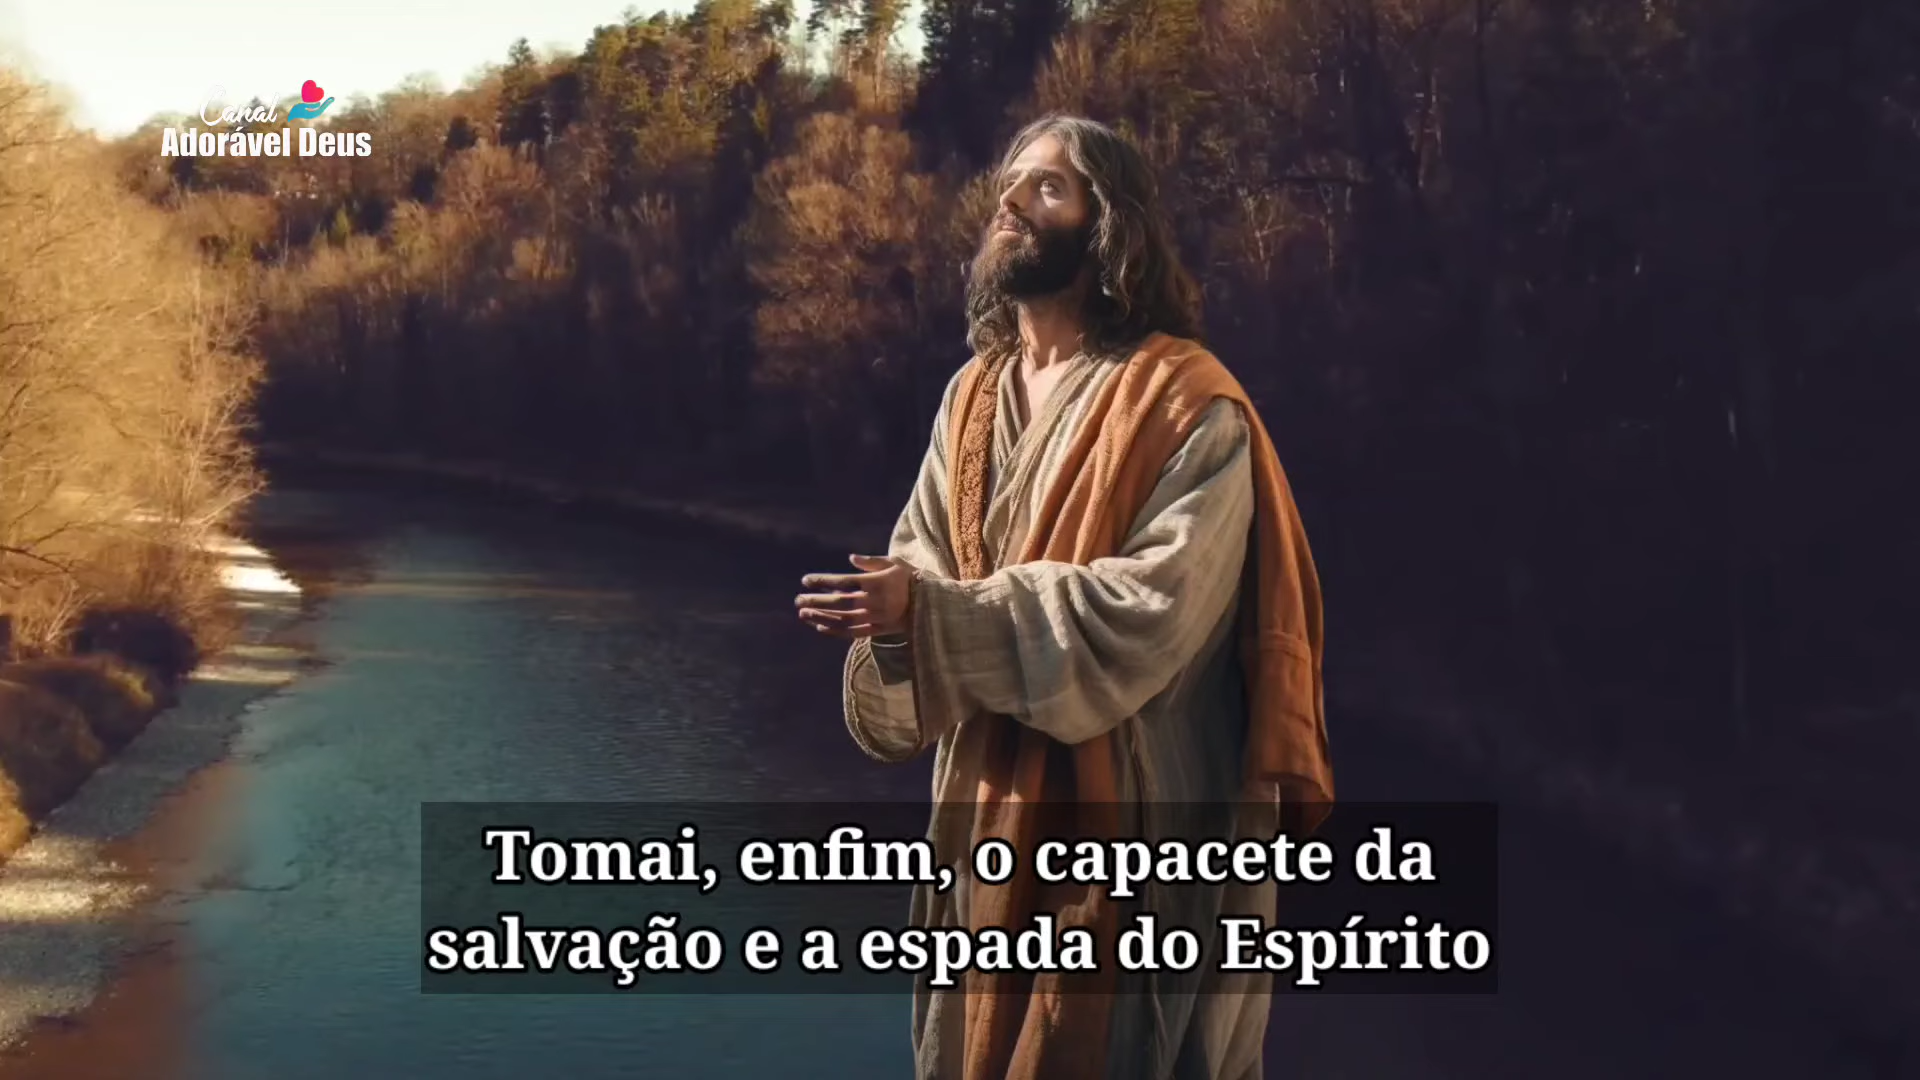 Canal
Adorável Deus
Tomai, enfim, o capacete da
salvação e a espada do Espírito